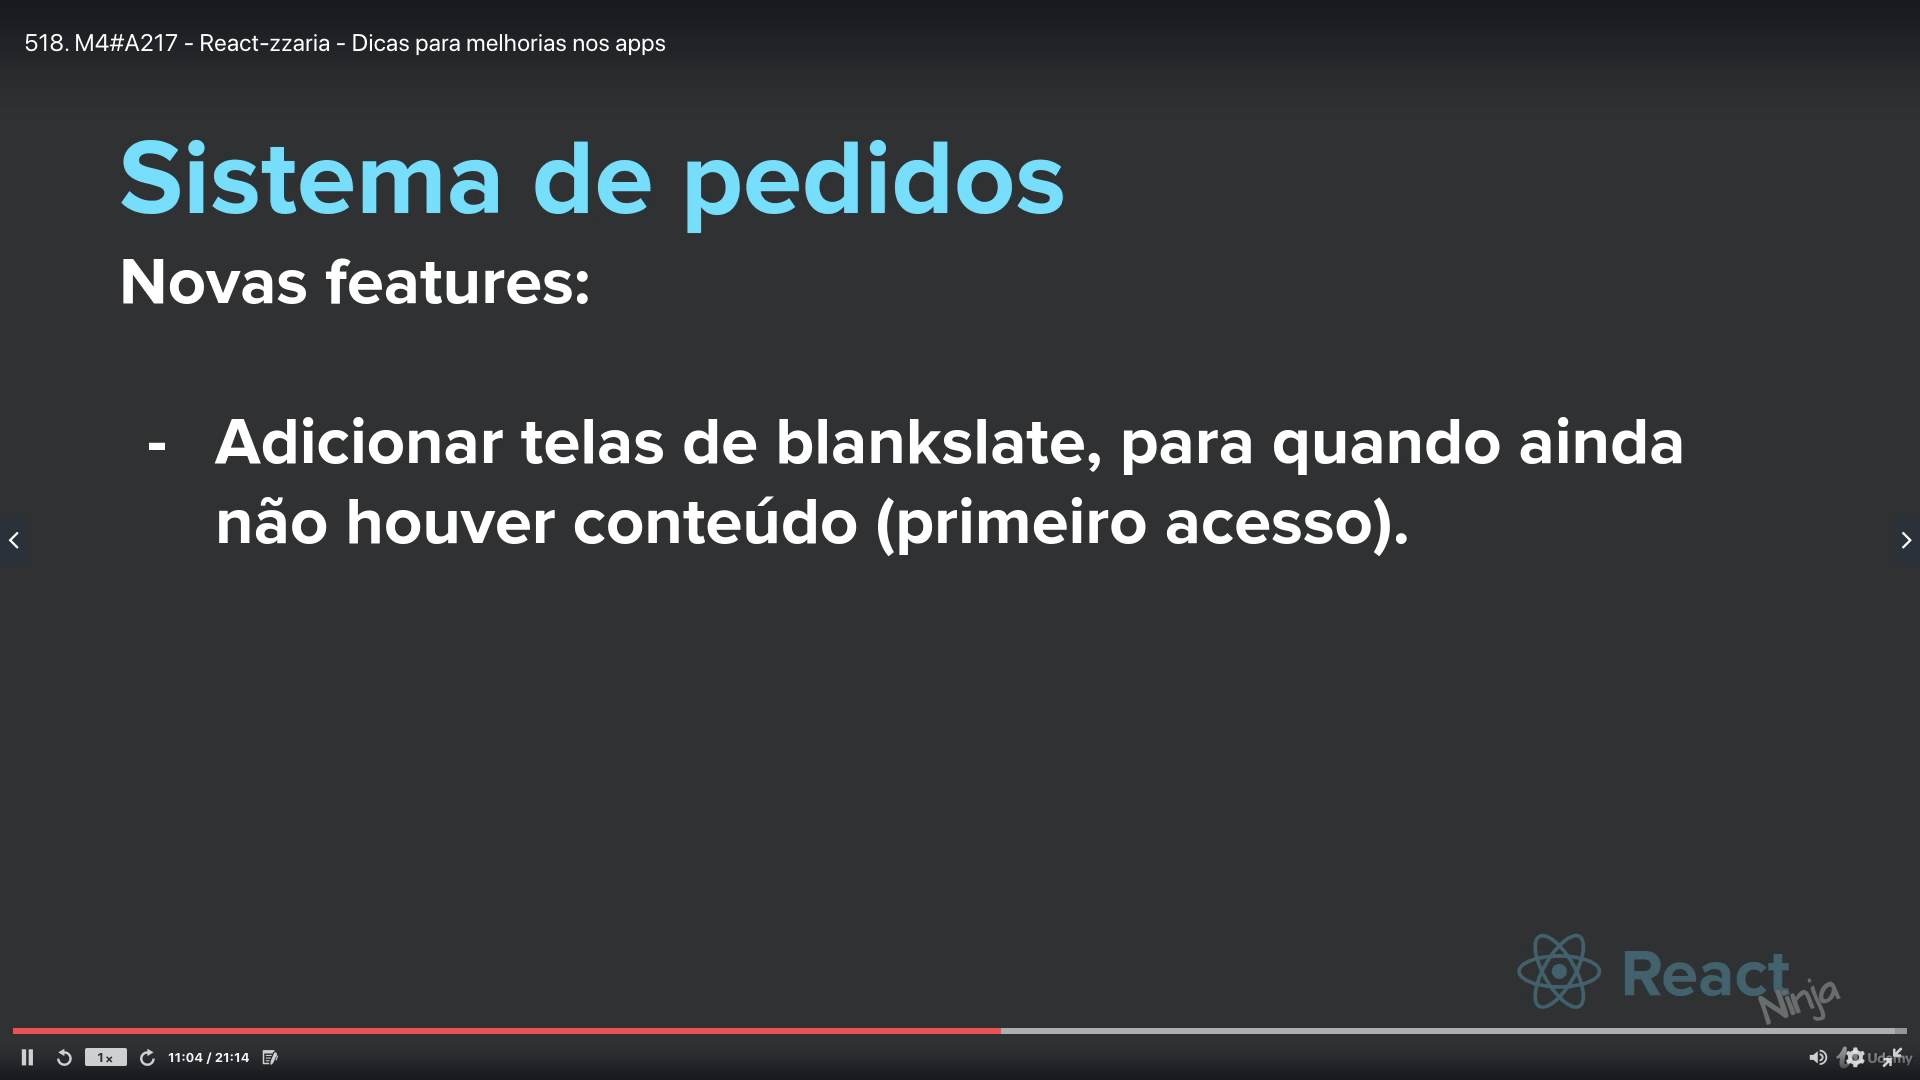 518. M4#A217 - React-zzaria - Dicas para melhorias nos apps
Sistema de pedidos
Novas features:
- Adicionar telas de blankslate, para quando ainda
não houver conteúdo (primeiro acesso).
React
Ninja
1x
11:04 / 21:14
Udemy